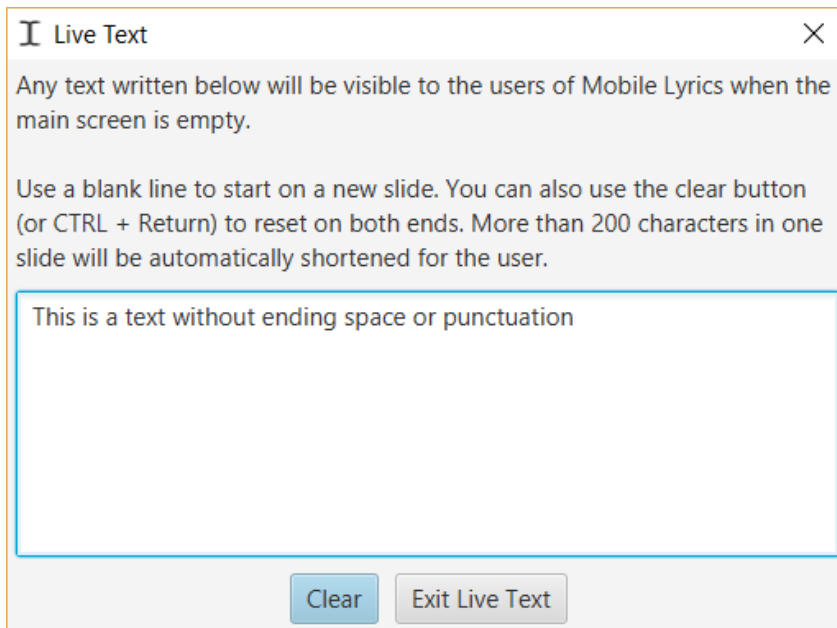 Live Text
Any text written below will be visible to the users of Mobile Lyrics when the
main screen is empty.
Use a blank line to start on a new slide. You can also use the clear button
(or CTRL + Return) to reset on both ends. More than 200 characters in one
slide will be automatically shortened for the user.
This is a text without ending space or punctuation
Clear
Exit Live Text